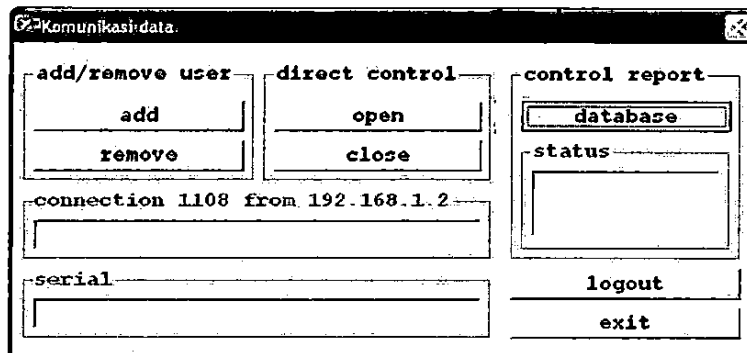 Komunikasi data
add/remove user
add
remove
direct control
open
close
control report
database
status
connection 1108 from 192.168.1.2
serial
logout
exit